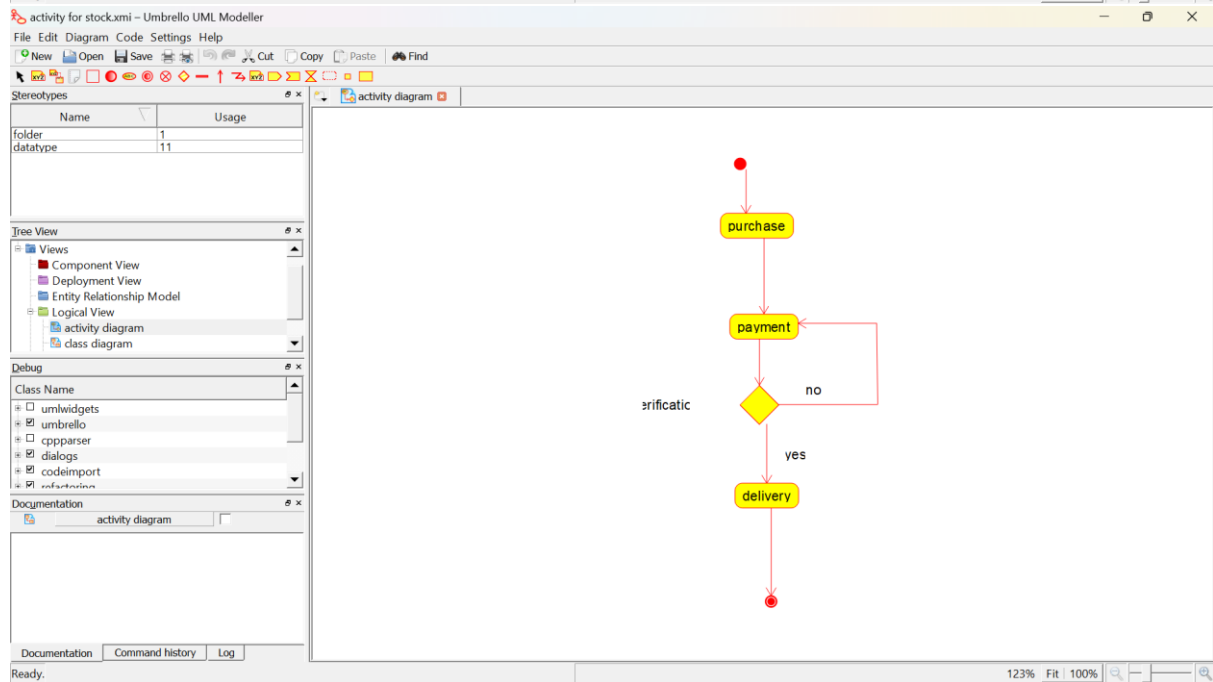 activity for stock.xmi – Umbrello UML Modeller
File Edit Diagram Code Settings Help
New Open Save Cut Copy Paste Find
Stereotypes
activity diagram
Name Usage
folder 1
datatype 11
Tree View
Views
Component View
Deployment View
Entity Relationship Model
Logical View
activity diagram
class diagram
Debug
Class Name
umlwidgets
umbrello
cppparser
dialogs
codeimport
refactoring
Documentation
activity diagram
Documentation Command history Log
Ready.
purchase
payment
no
erificatic
yes
delivery
123% Fit 100%